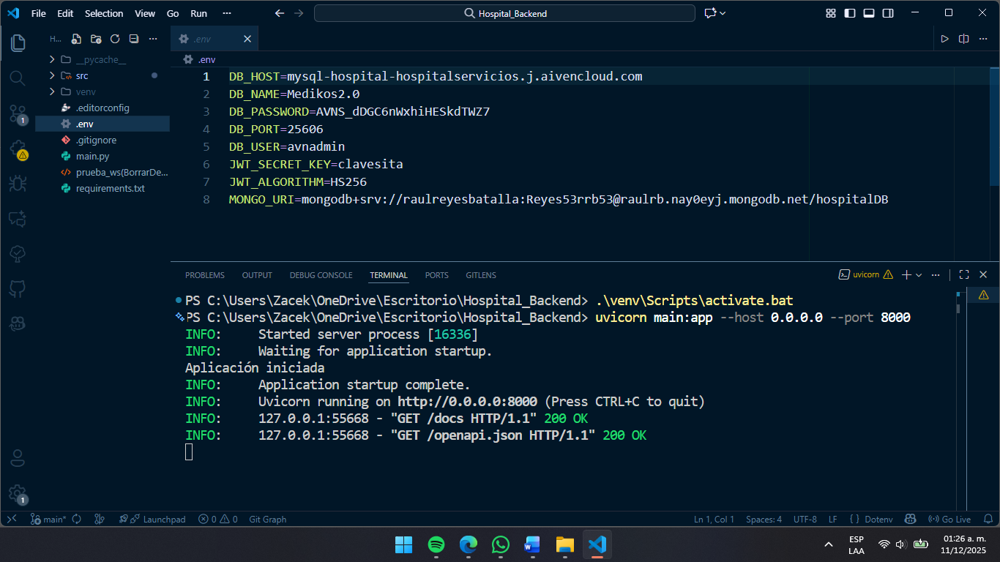 File Edit Selection View Go Run ··· Hospital_Backend
H... ··· .env
__pycache__
src
venv
.editorconfig
.env
.gitignore
main.py
prueba_ws(BorrarDe...
requirements.txt
.env
1 DB_HOST=mysql-hospital-hospitalservicios.j.aivencloud.com
2 DB_NAME=Medikos2.0
3 DB_PASSWORD=AVNS_dDGC6nWxhiHESkdTWZ7
4 DB_PORT=25606
5 DB_USER=avnadmin
6 JWT_SECRET_KEY=clavesita
7 JWT_ALGORITHM=HS256
8 MONGO_URI=mongodb+srv://raulreyesbatalla:Reyes53rrb53@raulrb.nay0eyj.mongodb.net/hospitalDB
1
PROBLEMS OUTPUT DEBUG CONSOLE TERMINAL PORTS GITLENS uvicorn
PS C:\Users\Zacek\OneDrive\Escritorio\Hospital_Backend> .\venv\Scripts\activate.bat
PS C:\Users\Zacek\OneDrive\Escritorio\Hospital_Backend> uvicorn main:app --host 0.0.0.0 --port 8000
INFO: Started server process [16336]
INFO: Waiting for application startup.
Aplicación iniciada
INFO: Application startup complete.
INFO: Uvicorn running on http://0.0.0.0:8000 (Press CTRL+C to quit)
INFO: 127.0.0.1:55668 - "GET /docs HTTP/1.1" 200 OK
INFO: 127.0.0.1:55668 - "GET /openapi.json HTTP/1.1" 200 OK
1
main* Launchpad 0 0 Git Graph Ln 1, Col 1 Spaces: 4 UTF-8 LF { } Dotenv Go Live
ESP
LAA
01:26 a. m.
11/12/2025